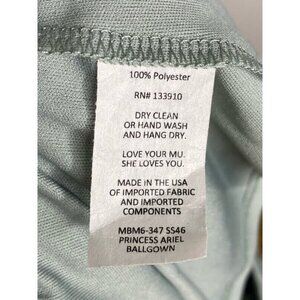 100% Polyester
RN# 133910
DRY CLEAN
OR HAND WASH
AND HANG DRY.
LOVE YOUR MU.
SHE LOVES YOU.
MADE IN THE USA
OF IMPORTED FABRIC
AND IMPORTED
COMPONENTS
MBM6-347 SS46
PRINCESS ARIEL
BALLGOWN